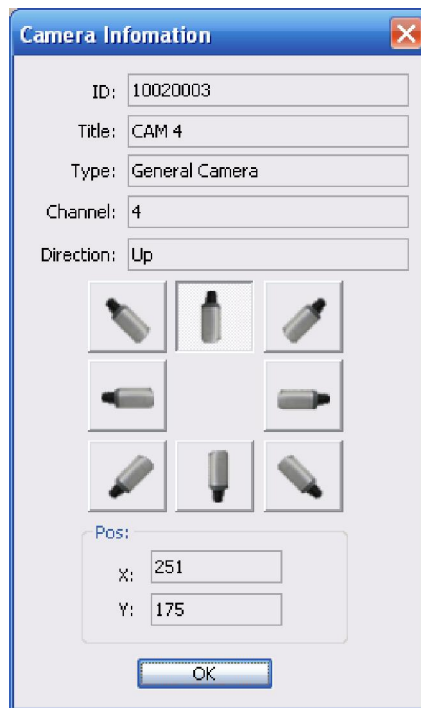 Camera Infomation
ID: 10020003
Title: CAM 4
Type: General Camera
Channel: 4
Direction: Up
Pos:
X: 251
Y: 175
OK